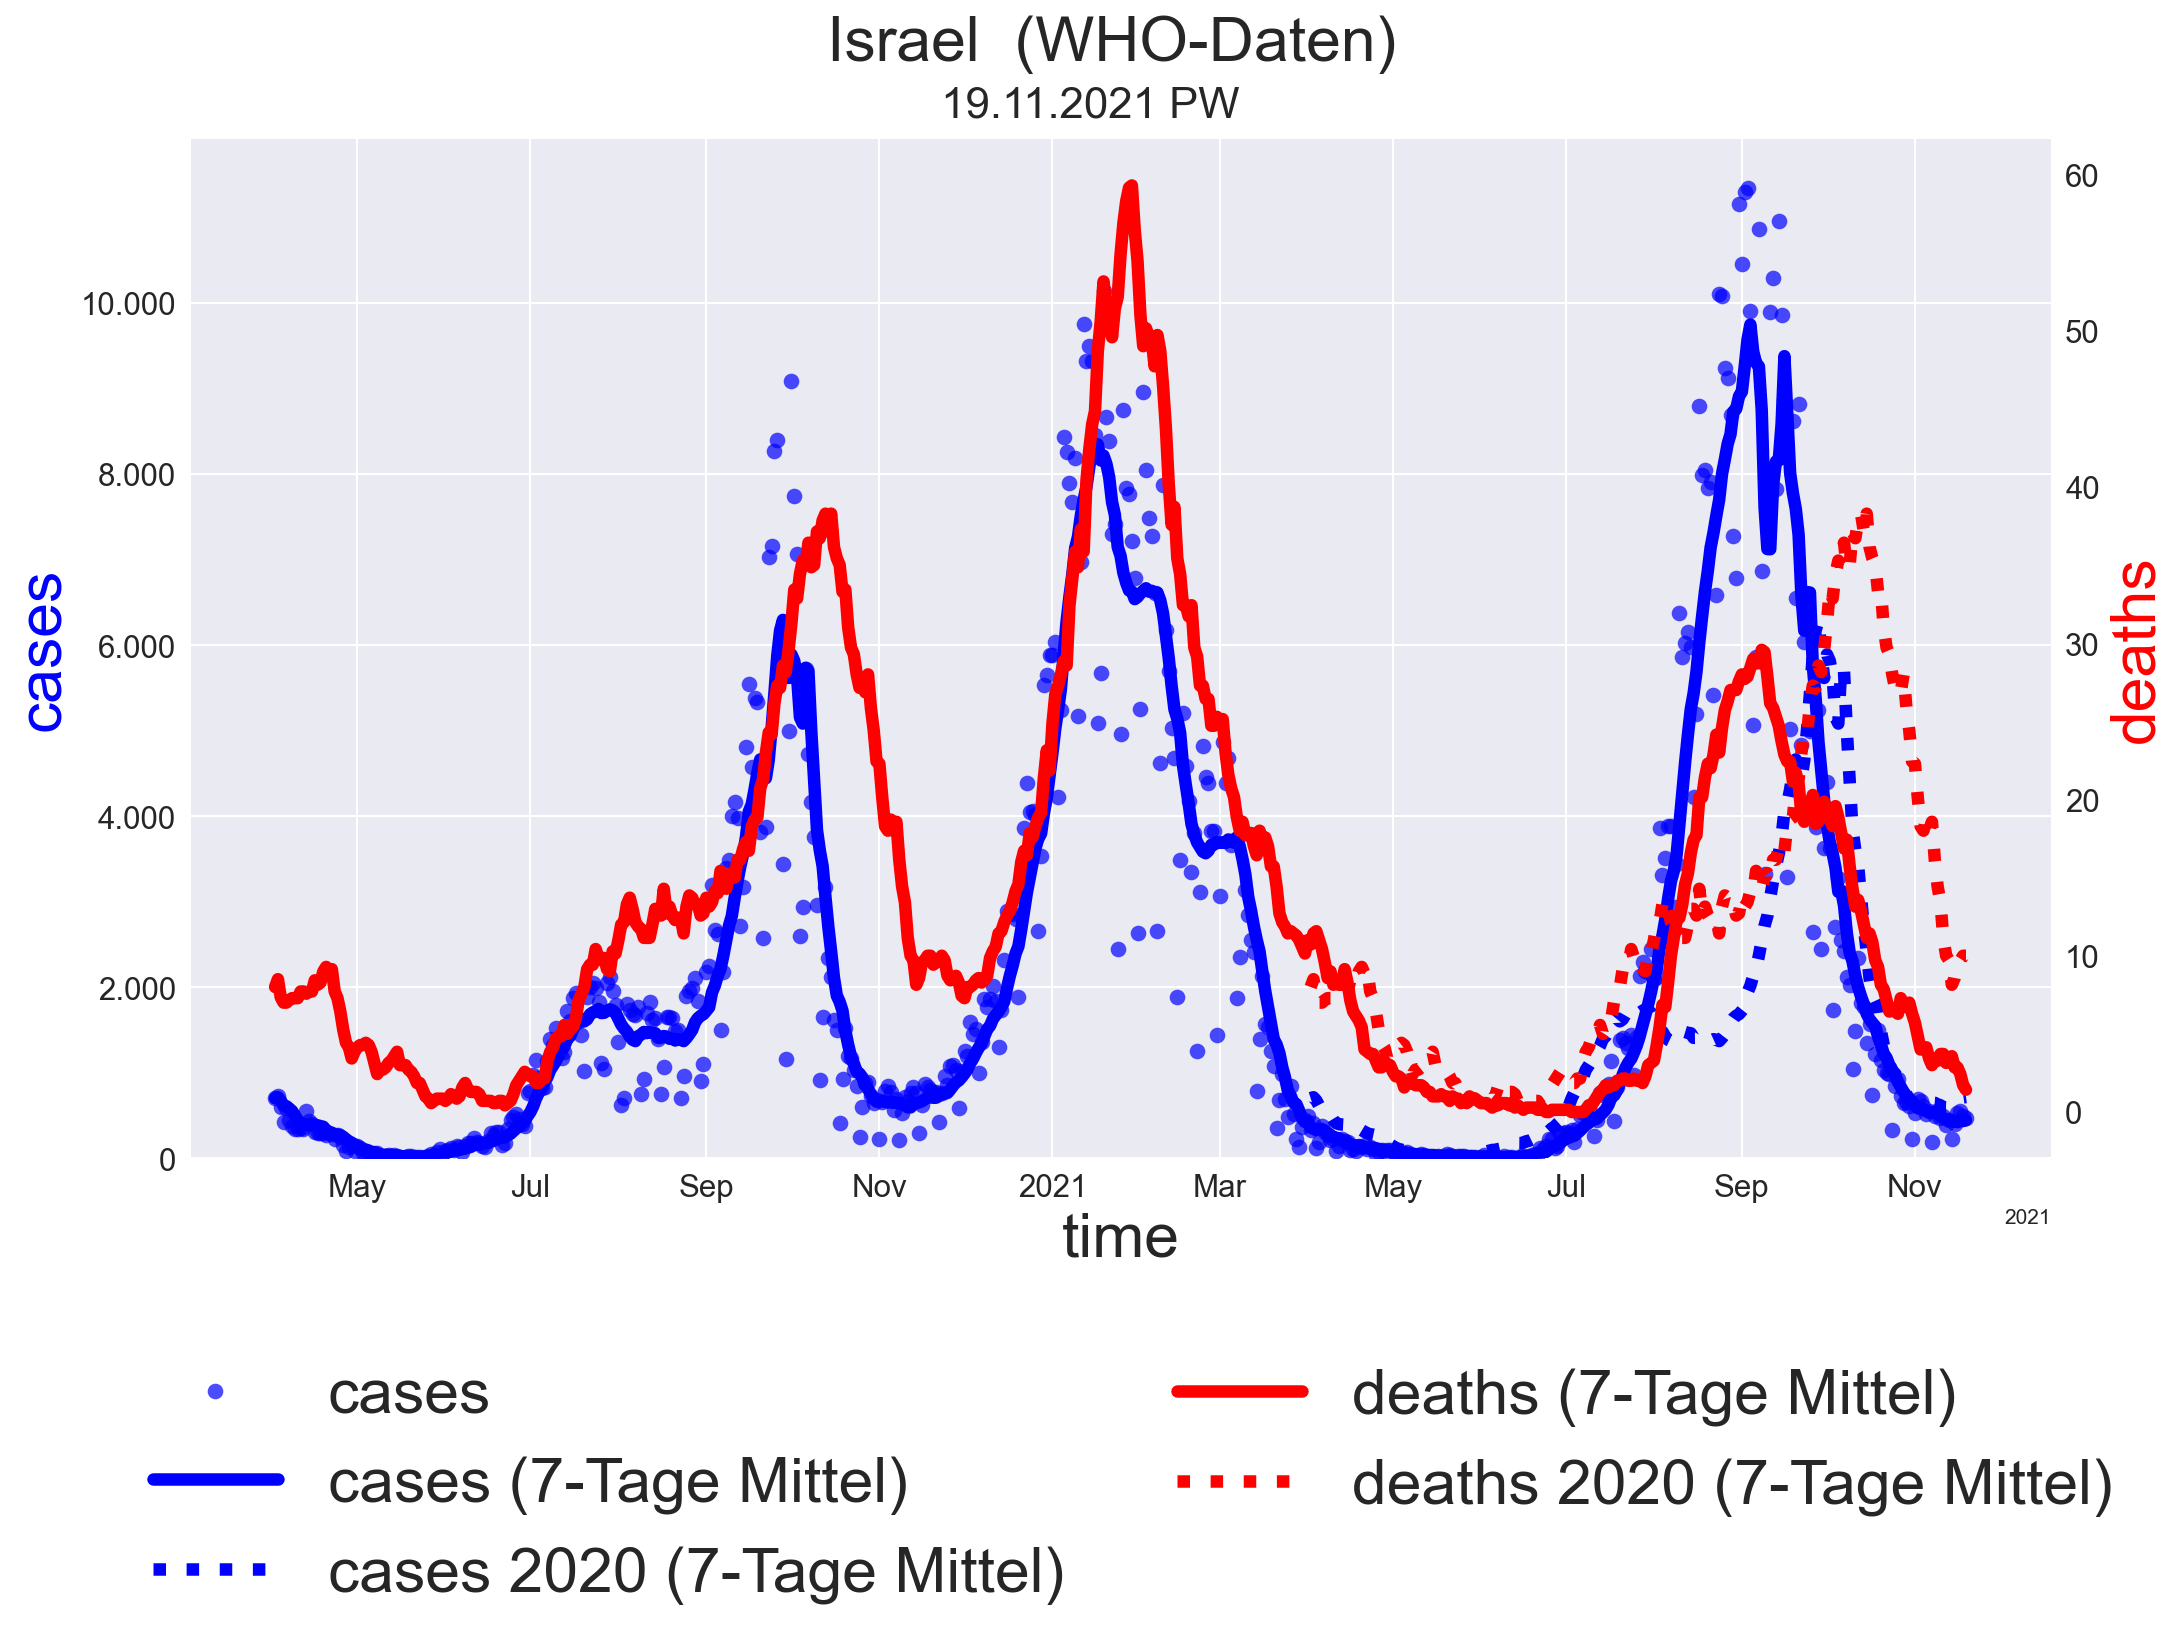 Israel  (WHO-Daten)
19.11.2021 PW
cases
10.000
8.000
6.000
4.000
2.000
0
60
50
40
30
20
10
0
deaths
May Jul Sep Nov 2021 Mar May Jul Sep Nov
2021
time
cases
cases (7-Tage Mittel)
cases 2020 (7-Tage Mittel)
deaths (7-Tage Mittel)
deaths 2020 (7-Tage Mittel)